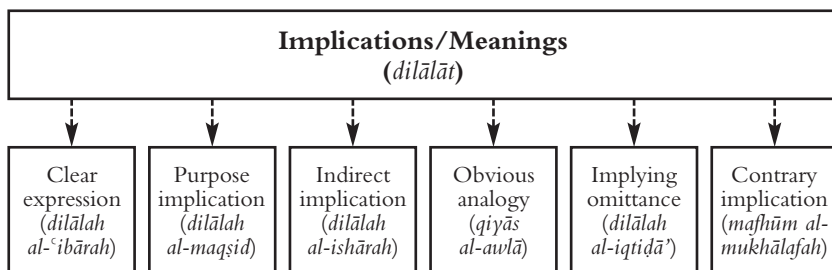 Implications/Meanings
(dilālāt)
Clear
expression
(dilālah
al-ʿibārah)
Purpose
implication
(dilālah
al-maqṣid)
Indirect
implication
(dilālah
al-ishārah)
Obvious
analogy
(qiyās
al-awlā)
Implying
omittance
(dilālah
al-iqtiḍā’)
Contrary
implication
(mafhūm al-
mukhālafah)